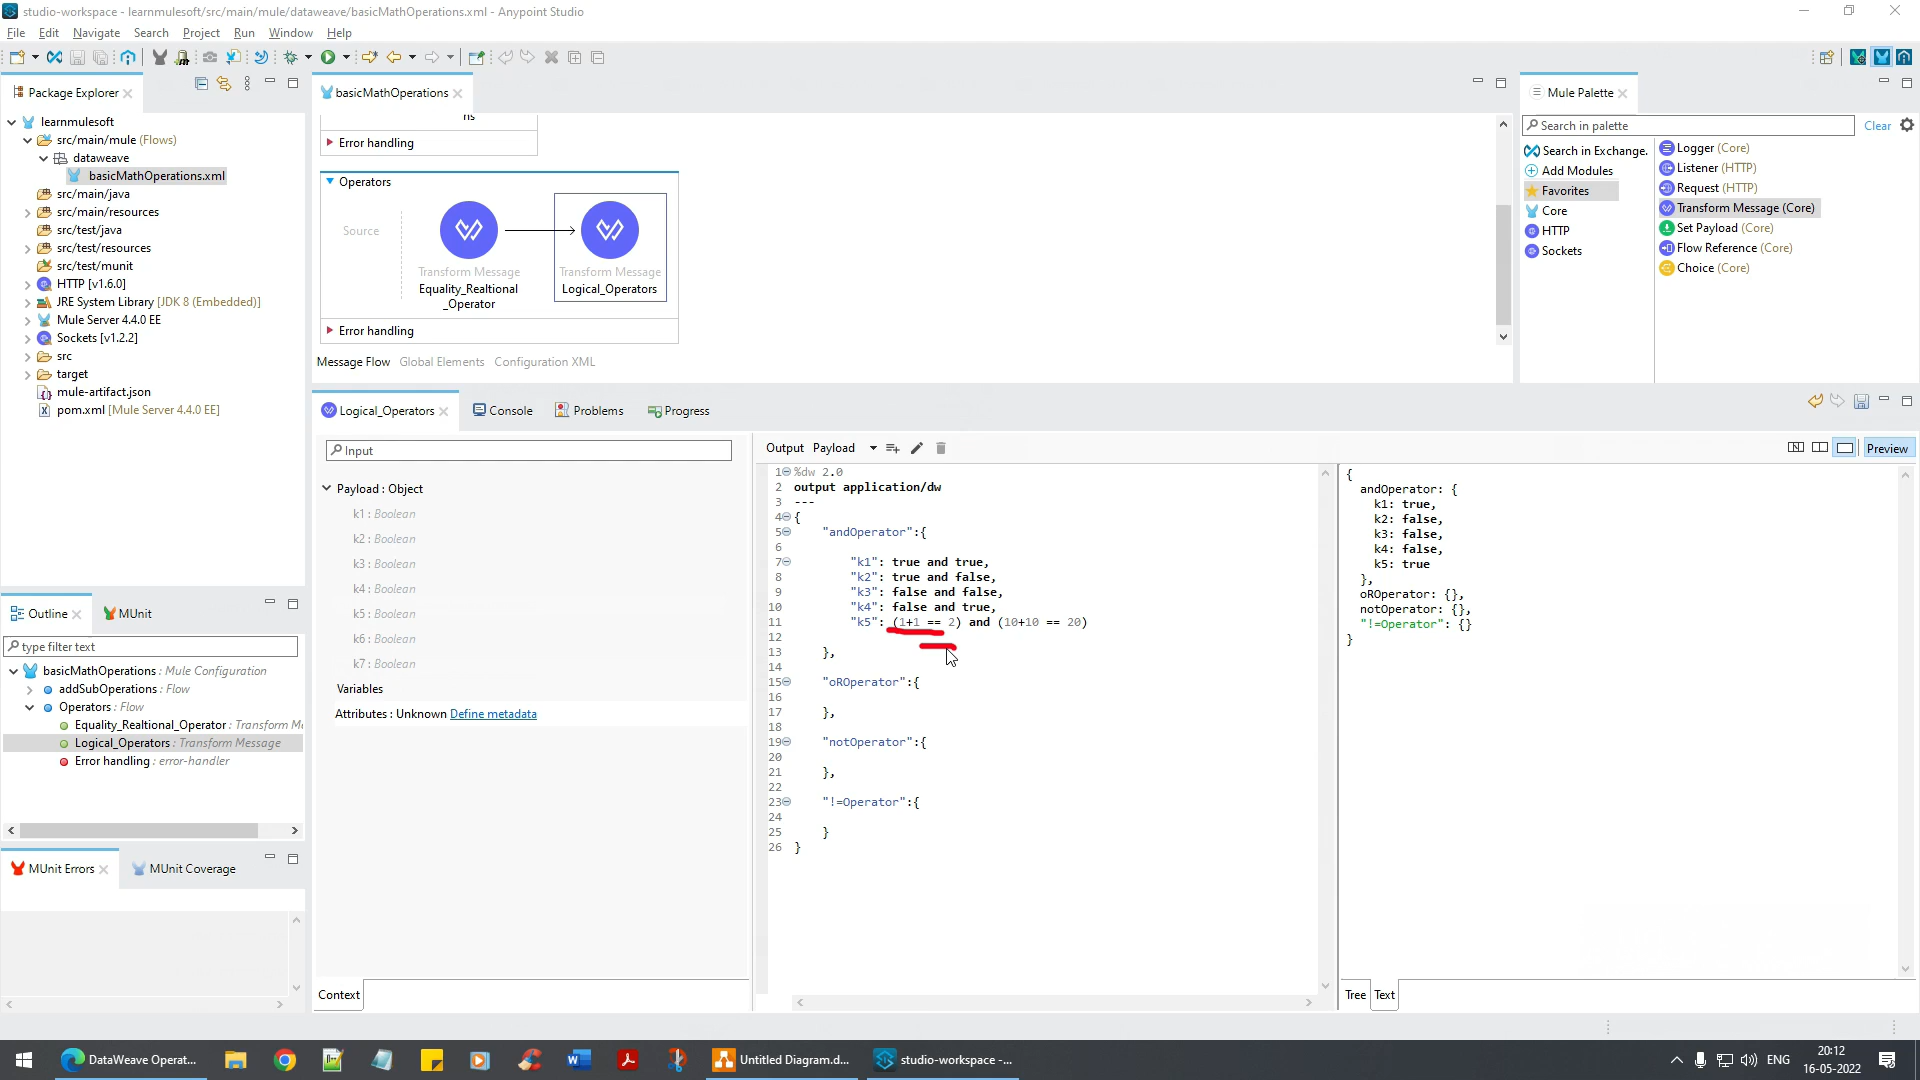 studio-workspace - learnmulesoft/src/main/mule/dataweave/basicMathOperations.xml - Anypoint Studio
File Edit Navigate Search Project Run Window Help
Package Explorer
learnmulesoft
src/main/mule (Flows)
dataweave
basicMathOperations.xml
src/main/java
src/main/resources
src/test/java
src/test/resources
src/test/munit
HTTP [v1.6.0]
JRE System Library [JDK 8 (Embedded)]
Mule Server 4.4.0 EE
Sockets [v1.2.2]
src
target
mule-artifact.json
pom.xml [Mule Server 4.4.0 EE]
Outline MUnit
type filter text
basicMathOperations : Mule Configuration
addSubOperations : Flow
Operators : Flow
Equality_Realtional_Operator : Transform M
Logical_Operators : Transform Message
Error handling : error-handler
MUnit Errors MUnit Coverage
basicMathOperations
ns
Error handling
Operators
Source
Transform Message
Equality_Realtional
_Operator
Transform Message
Logical_Operators
Error handling
Message Flow Global Elements Configuration XML
Mule Palette
Search in palette Clear
Search in Exchange.
Add Modules
Favorites
Core
HTTP
Sockets
Logger (Core)
Listener (HTTP)
Request (HTTP)
Transform Message (Core)
Set Payload (Core)
Flow Reference (Core)
Choice (Core)
Logical_Operators Console Problems Progress
Input
Payload : Object
k1 : Boolean
k2 : Boolean
k3 : Boolean
k4 : Boolean
k5 : Boolean
k6 : Boolean
k7 : Boolean
Variables
Attributes : Unknown Define metadata
Context
Output Payload Preview
1 %dw 2.0
2 output application/dw
3 ---
4 {
5 "andOperator":{
6
7 "k1": true and true,
8 "k2": true and false,
9 "k3": false and false,
10 "k4": false and true,
11 "k5": (1+1 == 2) and (10+10 == 20)
12
13 },
14
15 "oROperator":{
16
17 },
18
19 "notOperator":{
20
21 },
22
23 "!=Operator":{
24
25 }
26 }
{
andOperator: {
k1: true,
k2: false,
k3: false,
k4: false,
k5: true
},
oROperator: {},
notOperator: {},
"!=Operator": {}
}
Tree Text
DataWeave Operat... Untitled Diagram.d... studio-workspace -... ENG
20:12
16-05-2022